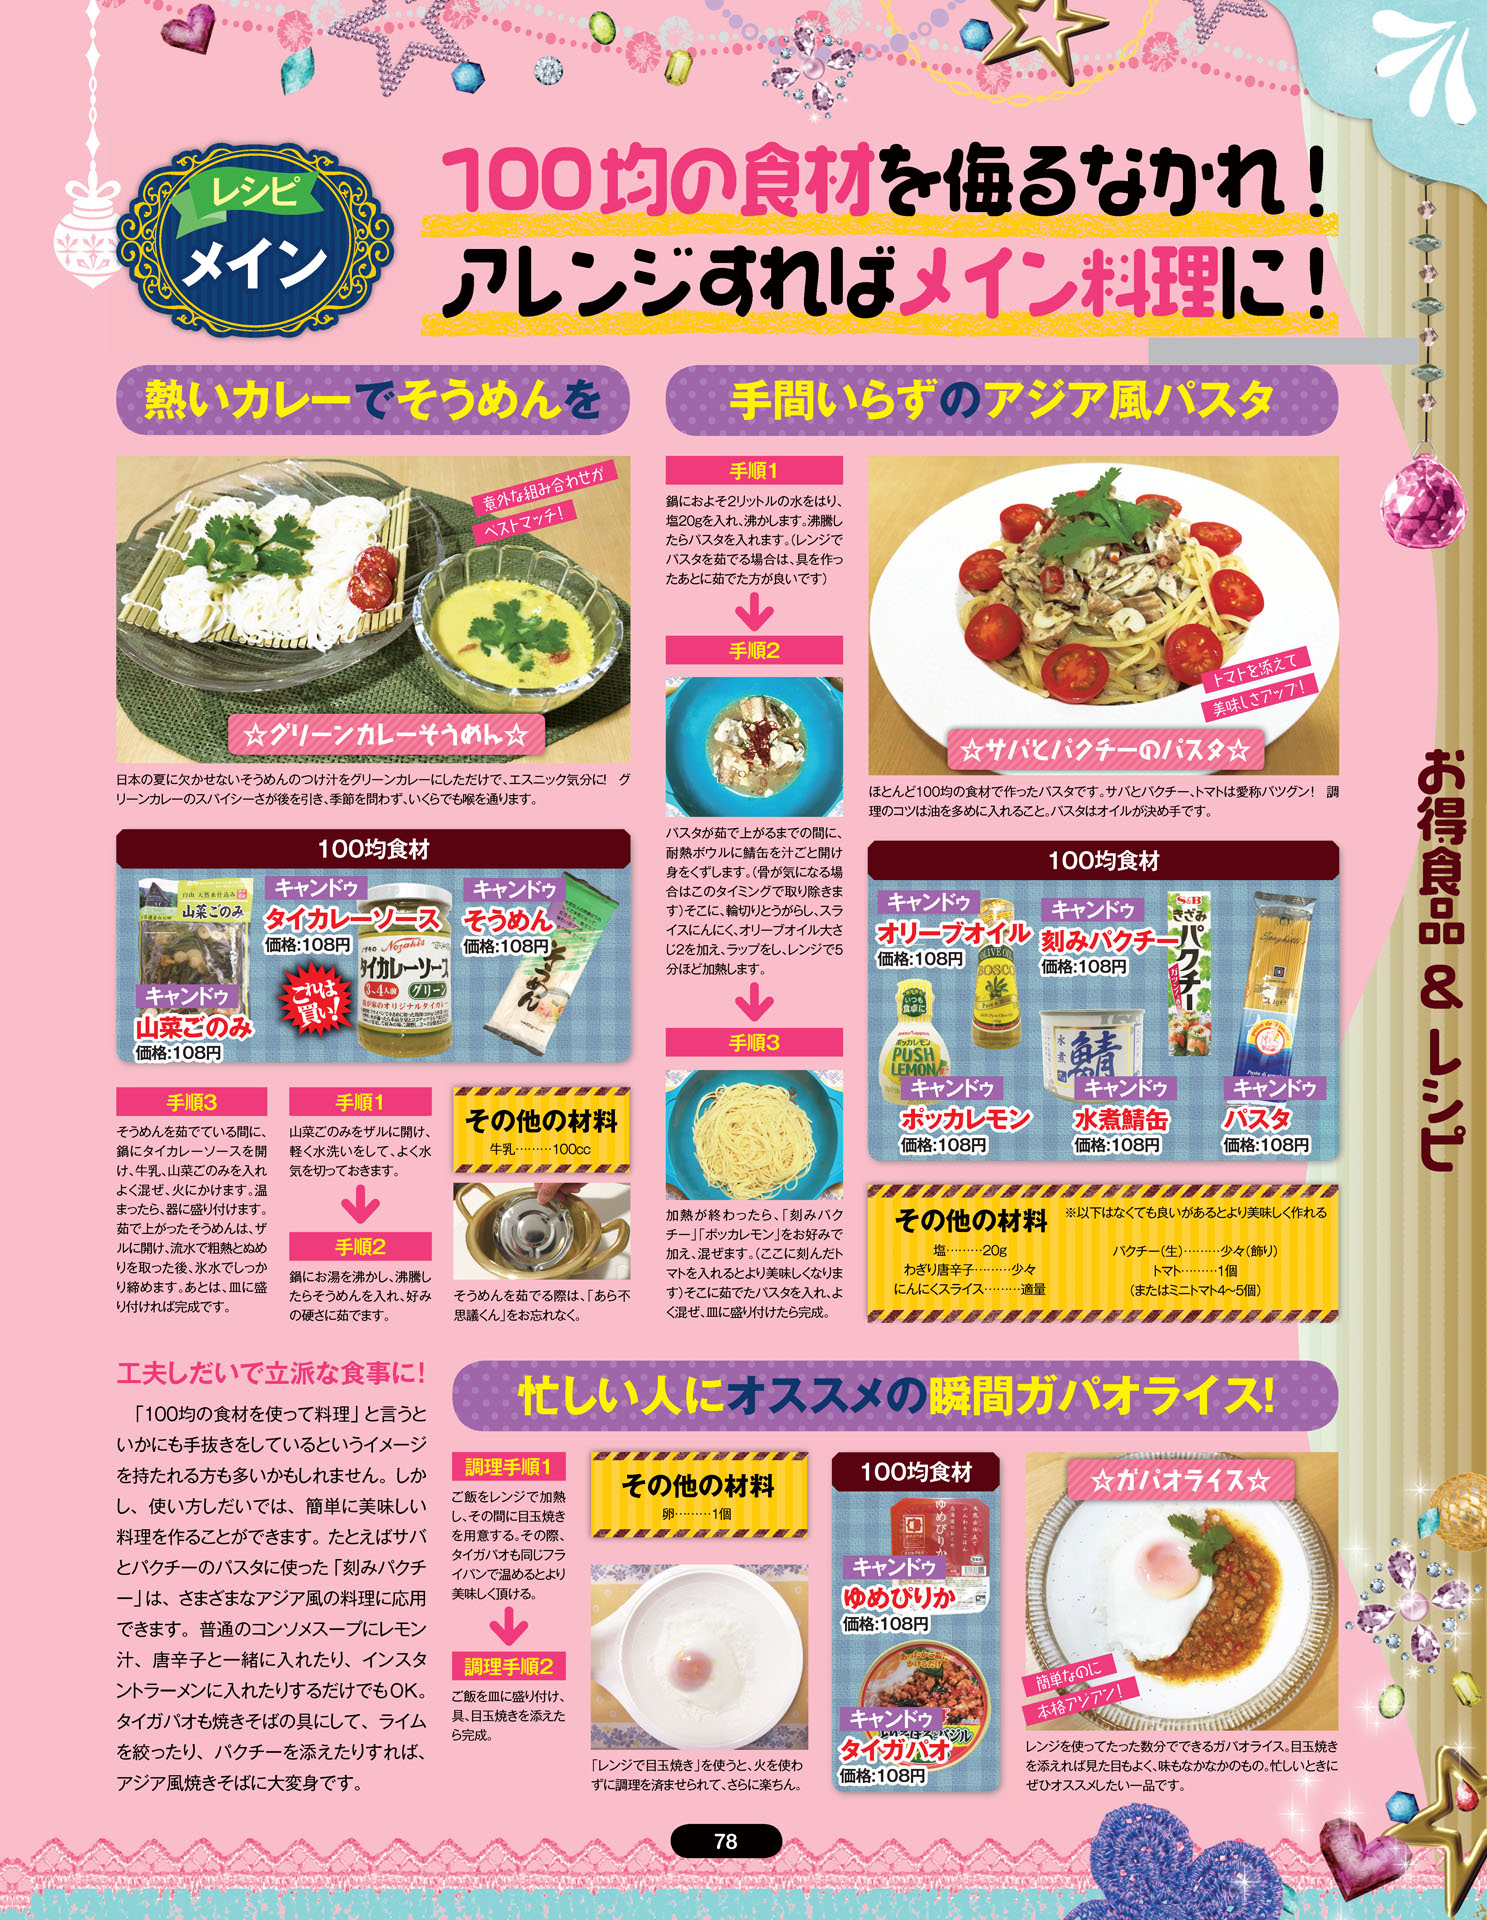 レシピ
メイン
100均の食材を侮るなかれ！
アレンジすればメイン料理に！
熱いカレーでそうめんを
意外な組み合わせが
ベストマッチ！
☆グリーンカレーそうめん☆
日本の夏に欠かせないそうめんのつけ汁をグリーンカレーにしただけで、エスニック気分に！ グ
リーンカレーのスパイシーさが後を引き、季節を問わず、いくらでも喉を通ります。
100均食材
白山 天然水仕込み
山菜ごのみ
キャンドゥ
山菜ごのみ
価格:108円
キャンドゥ
タイカレーソース
価格:108円
これは
買い！
Nozaki's
タイカレーソース
3〜4人前
グリーン
キャンドゥ
そうめん
価格:108円
そうめん
手順3
そうめんを茹でている間に、
鍋にタイカレーソースを開
け、牛乳、山菜ごのみを入れ
よく混ぜ、火にかけます。温
まったら、器に盛り付けます。
茹で上がったそうめんは、ザ
ルに開け、流水で粗熱とぬめ
りを取った後、氷水でしっか
り締めます。あとは、皿に盛
り付ければ完成です。
手順1
山菜ごのみをザルに開け、
軽く水洗いをして、よく水
気を切っておきます。
手順2
鍋にお湯を沸かし、沸騰し
たらそうめんを入れ、好み
の硬さに茹でます。
その他の材料
牛乳………100cc
そうめんを茹でる際は、「あら不
思議くん」をお忘れなく。
手間いらずのアジア風パスタ
手順1
鍋におよそ2リットルの水をはり、
塩20gを入れ、沸かします。沸騰し
たらパスタを入れます。（レンジで
パスタを茹でる場合は、具を作っ
たあとに茹でた方が良いです）
手順2
パスタが茹で上がるまでの間に、
耐熱ボウルに鯖缶を汁ごと開け
身をくずします。（骨が気になる場
合はこのタイミングで取り除きま
す）そこに、輪切りとうがらし、スラ
イスにんにく、オリーブオイル大さ
じ2を加え、ラップをし、レンジで5
分ほど加熱します。
手順3
加熱が終わったら、「刻みパク
チー」「ポッカレモン」をお好みで
加え、混ぜます。（ここに刻んだト
マトを入れるとより美味しくなりま
す）そこに茹でたパスタを入れ、よ
く混ぜ、皿に盛り付けたら完成。
トマトを添えて
美味しさアップ！
☆サバとパクチーのパスタ☆
ほとんど100均の食材で作ったパスタです。サバとパクチー、トマトは愛称バツグン！ 調
理のコツは油を多めに入れること。パスタはオイルが決め手です。
100均食材
キャンドゥ
オリーブオイル
価格:108円
OLIVE OIL
BOSCO
キャンドゥ
刻みパクチー
価格:108円
S&B
きざみ
パクチー
Spaghetti
いつも
食卓に
ポッカレモン
PUSH
LEMON
キャンドゥ
ポッカレモン
価格:108円
水煮
鯖
キャンドゥ
水煮鯖缶
価格:108円
キャンドゥ
パスタ
価格:108円
その他の材料
※以下はなくても良いがあるとより美味しく作れる
塩………20g
わぎり唐辛子………少々
にんにくスライス………適量
パクチー（生）………少々（飾り）
トマト………1個
（またはミニトマト4〜5個）
お得食品 & レシピ
工夫しだいで立派な食事に！
「100均の食材を使って料理」と言うと
いかにも手抜きをしているというイメージ
を持たれる方も多いかもしれません。しか
し、使い方しだいでは、簡単に美味しい
料理を作ることができます。たとえばサバ
とパクチーのパスタに使った「刻みパクチ
ー」は、さまざまなアジア風の料理に応用
できます。普通のコンソメスープにレモン
汁、唐辛子と一緒に入れたり、インスタ
ントラーメンに入れたりするだけでもOK。
タイガパオも焼きそばの具にして、ライム
を絞ったり、パクチーを添えたりすれば、
アジア風焼きそばに大変身です。
忙しい人にオススメの瞬間ガパオライス！
調理手順1
ご飯をレンジで加熱
し、その間に目玉焼き
を用意する。その際、
タイガパオも同じフラ
イパンで温めるとより
美味しく頂ける。
調理手順2
ご飯を皿に盛り付け、
具、目玉焼きを添えた
ら完成。
その他の材料
卵………1個
「レンジで目玉焼き」を使うと、火を使わ
ずに調理を済ませられて、さらに楽ちん。
100均食材
ゆめぴりか
キャンドゥ
ゆめぴりか
価格:108円
キャンドゥ
タイガパオ
価格:108円
☆ガパオライス☆
簡単なのに
本格アジアン！
レンジを使ってたった数分でできるガパオライス。目玉焼き
を添えれば見た目もよく、味もなかなかのもの。忙しいときに
ぜひオススメしたい一品です。
78